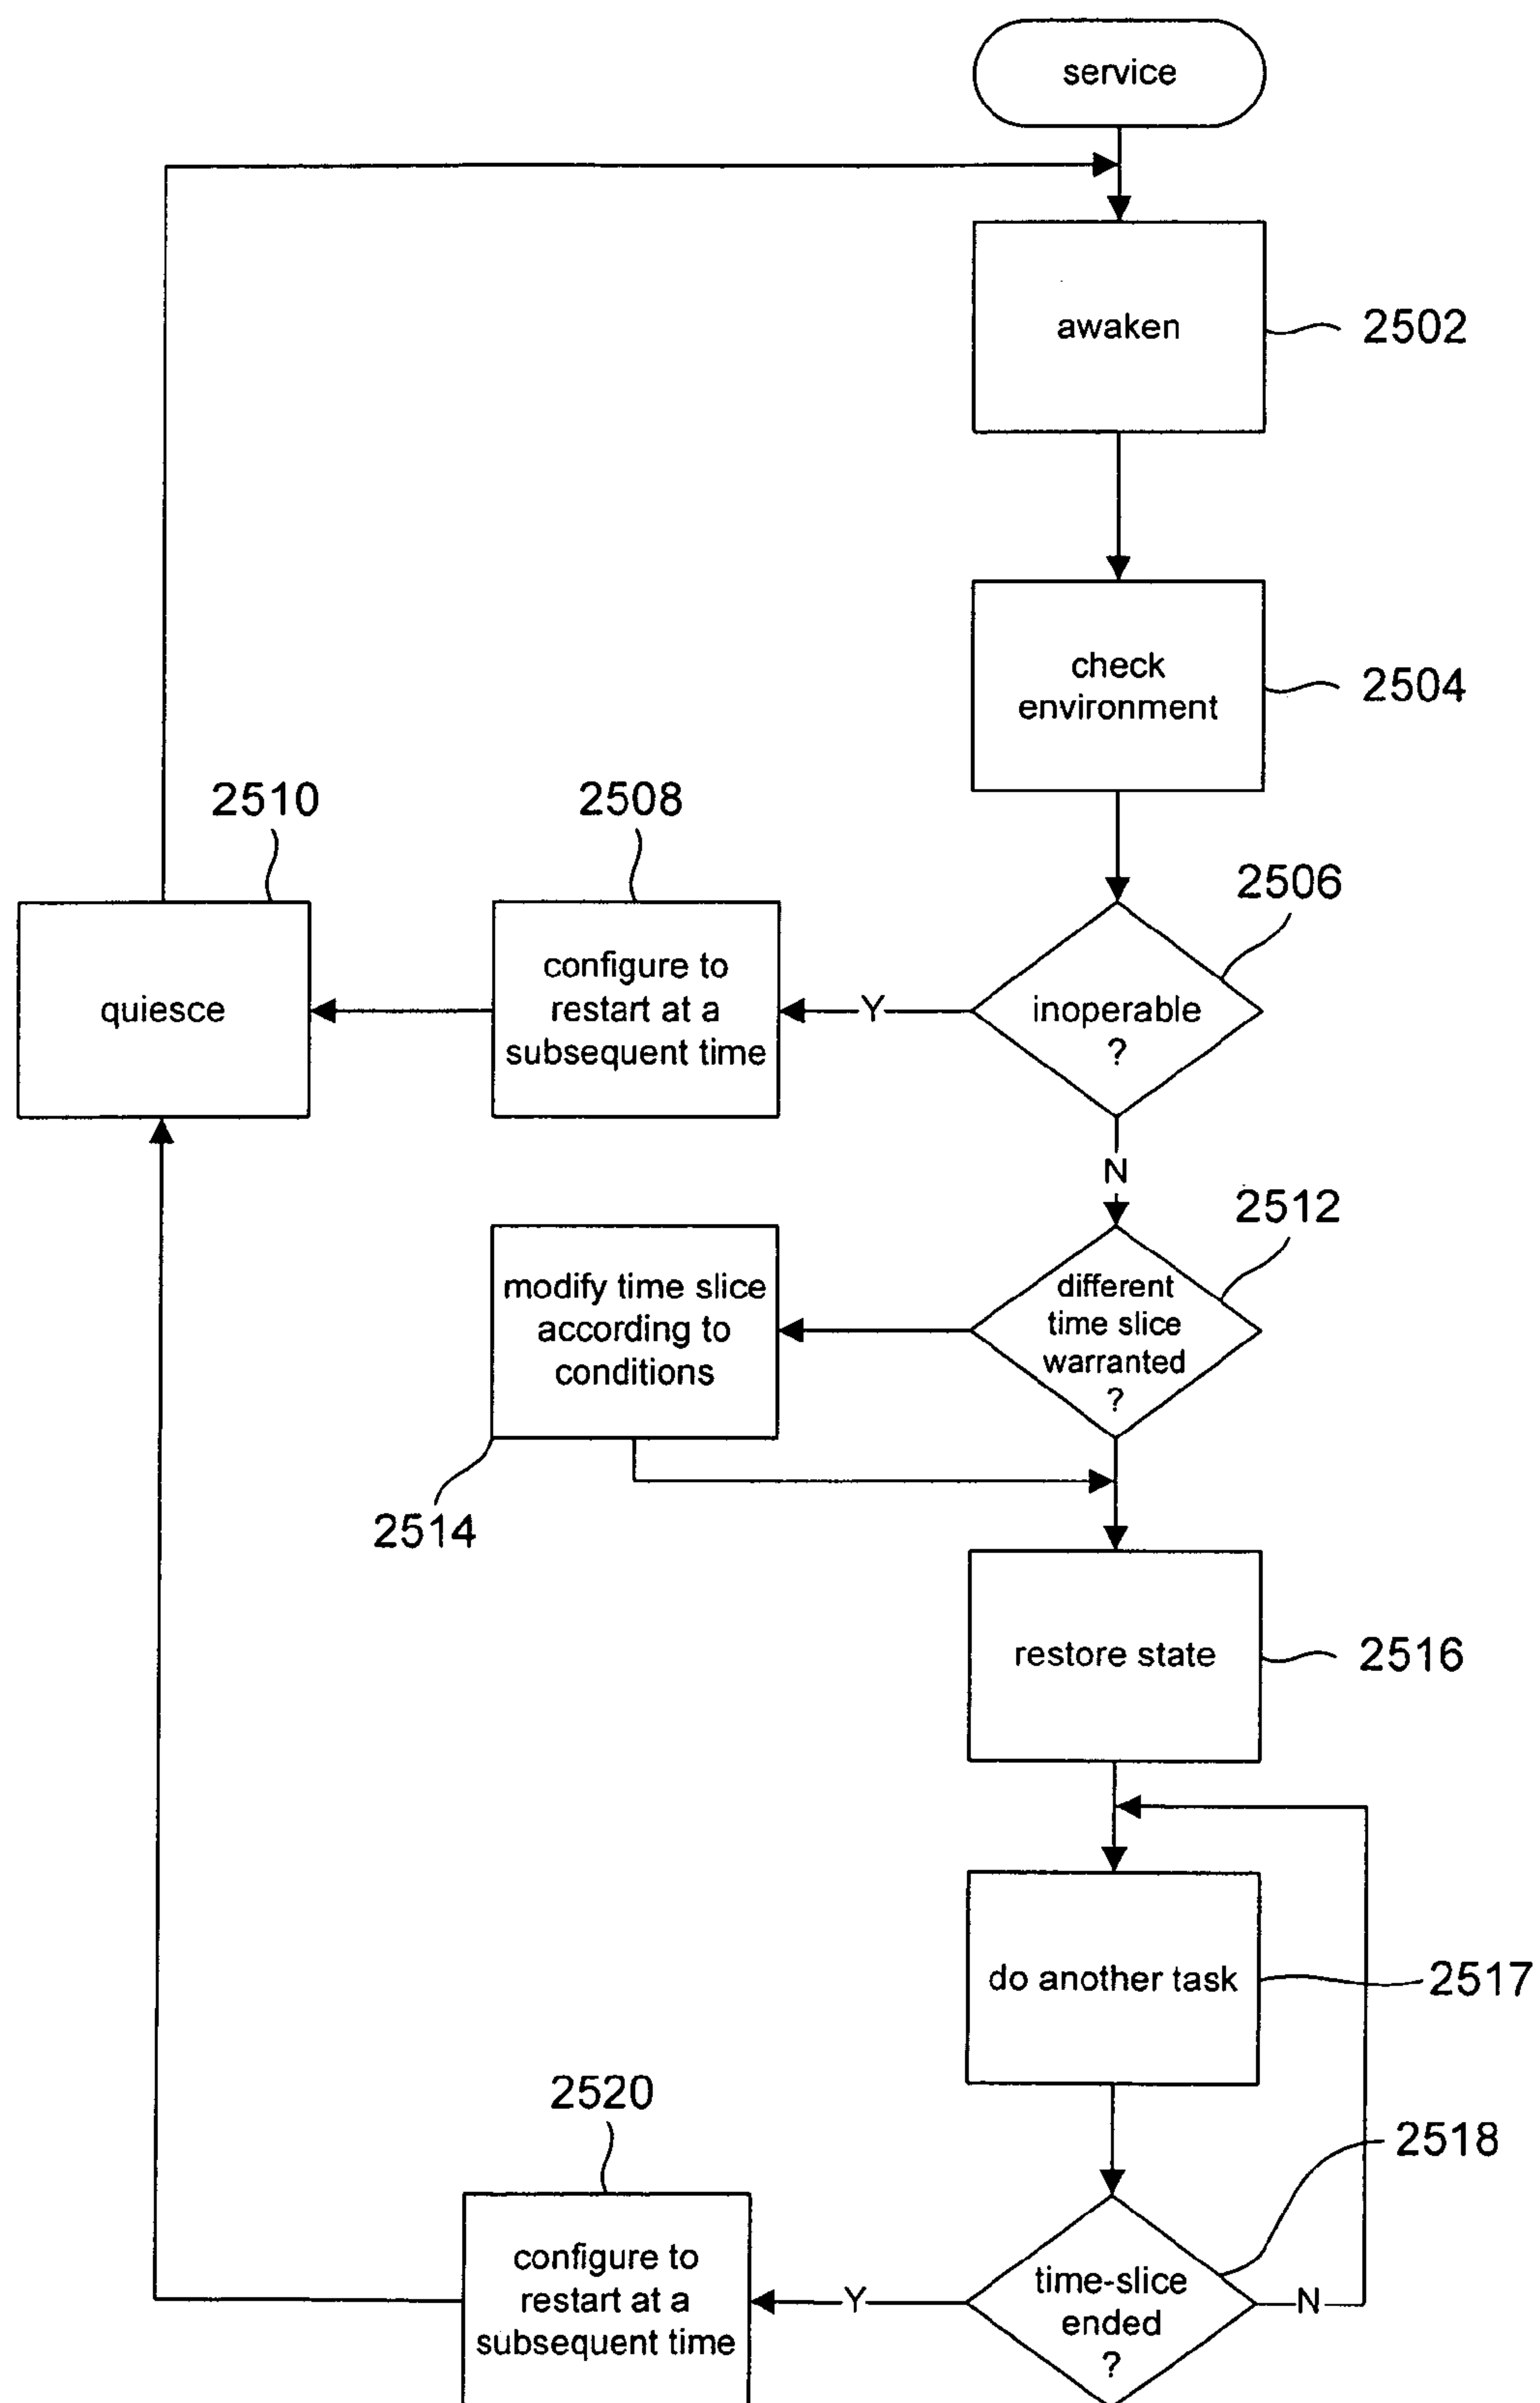 service
awaken
2502
check
environment
2504
2510
2508
2506
quiesce
configure to
restart at a
subsequent time
Y
inoperable
?
N
2512
modify time slice
according to
conditions
different
time slice
warranted
?
2514
restore state
2516
do another task
2517
2520
2518
configure to
restart at a
subsequent time
Y
time-slice
ended
?
N